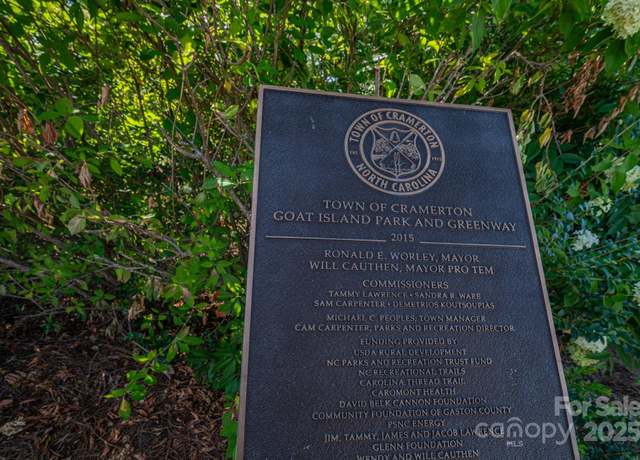 TOWN OF CRAMERTON
NORTH CAROLINA
TOWN OF CRAMERTON
GOAT ISLAND PARK AND GREENWAY
2015
RONALD E. WORLEY, MAYOR
WILL CAUTHEN, MAYOR PRO TEM
COMMISSIONERS
TAMMY LAWRENCE • SANDRA R. WARE
SAM CARPENTER • DEMETRIOS KOUTSOUPIAS
MICHAEL C. PEOPLES, TOWN MANAGER
CAM CARPENTER, PARKS AND RECREATION DIRECTOR
FUNDING PROVIDED BY
USDA RURAL DEVELOPMENT
NC PARKS AND RECREATION TRUST FUND
NC RECREATIONAL TRAILS
CAROLINA THREAD TRAIL
CAROMONT HEALTH
DAVID BELK CANNON FOUNDATION
COMMUNITY FOUNDATION OF GASTON COUNTY
PSNC ENERGY
JIM, TAMMY, JAMES AND JACOB LAWRENCE
GLENN FOUNDATION
WENDY AND WILL CAUTHEN
For Sale
canopy MLS 2025